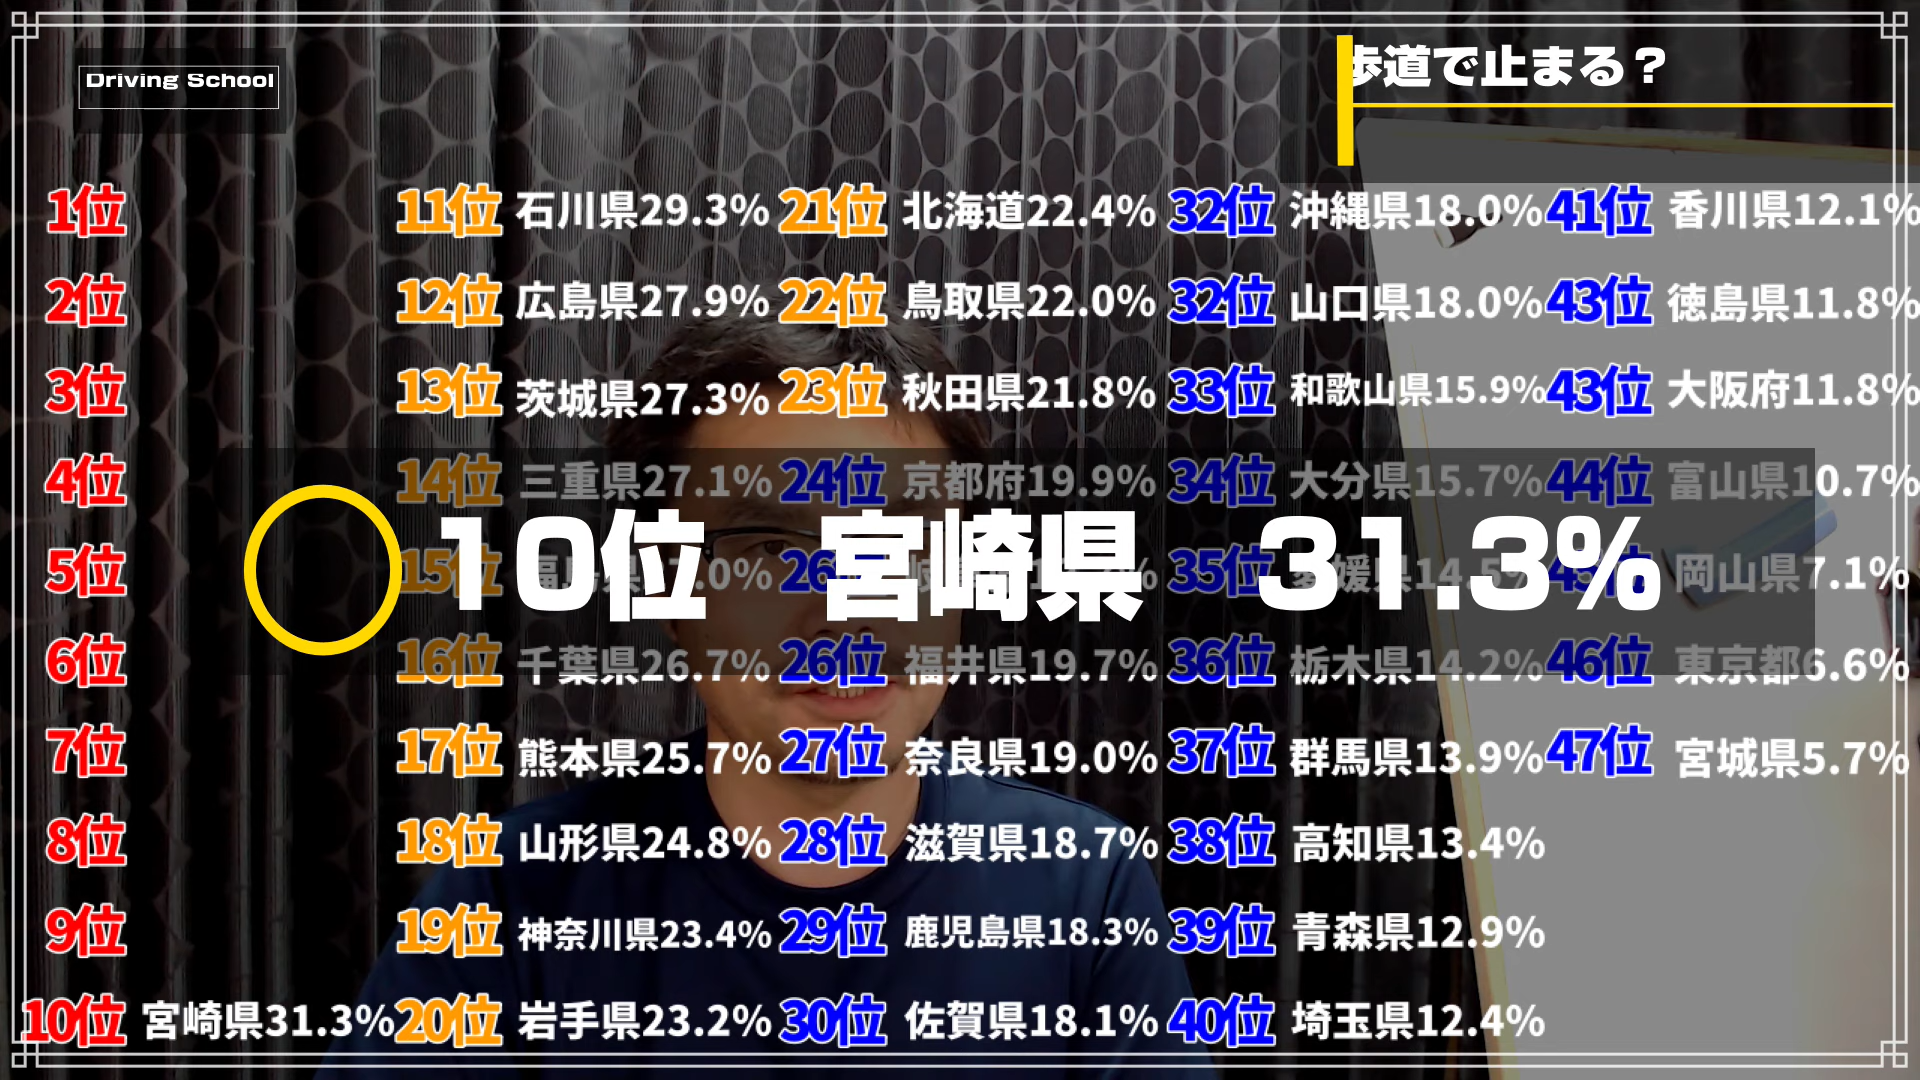 Driving School
歩道で止まる？
1位
2位
3位
4位
5位
6位
7位
8位
9位
10位 宮崎県31.3%
11位 石川県29.3%
12位 広島県27.9%
13位 茨城県27.3%
14位 三重県27.1%
15位 福島県
16位 千葉県26.7%
17位 熊本県25.7%
18位 山形県24.8%
19位 神奈川県23.4%
20位 岩手県23.2%
21位 北海道22.4%
22位 鳥取県22.0%
23位 秋田県21.8%
24位 京都府19.9%
26位
26位 福井県19.7%
27位 奈良県19.0%
28位 滋賀県18.7%
29位 鹿児島県18.3%
30位 佐賀県18.1%
32位 沖縄県18.0%
32位 山口県18.0%
33位 和歌山県15.9%
34位 大分県15.7%
35位 愛媛県14.5%
36位 栃木県14.2%
37位 群馬県13.9%
38位 高知県13.4%
39位 青森県12.9%
40位 埼玉県12.4%
41位 香川県12.1%
43位 徳島県11.8%
43位 大阪府11.8%
44位 富山県10.7%
岡山県7.1%
46位 東京都6.6%
47位 宮城県5.7%
10位 宮崎県 31.3%